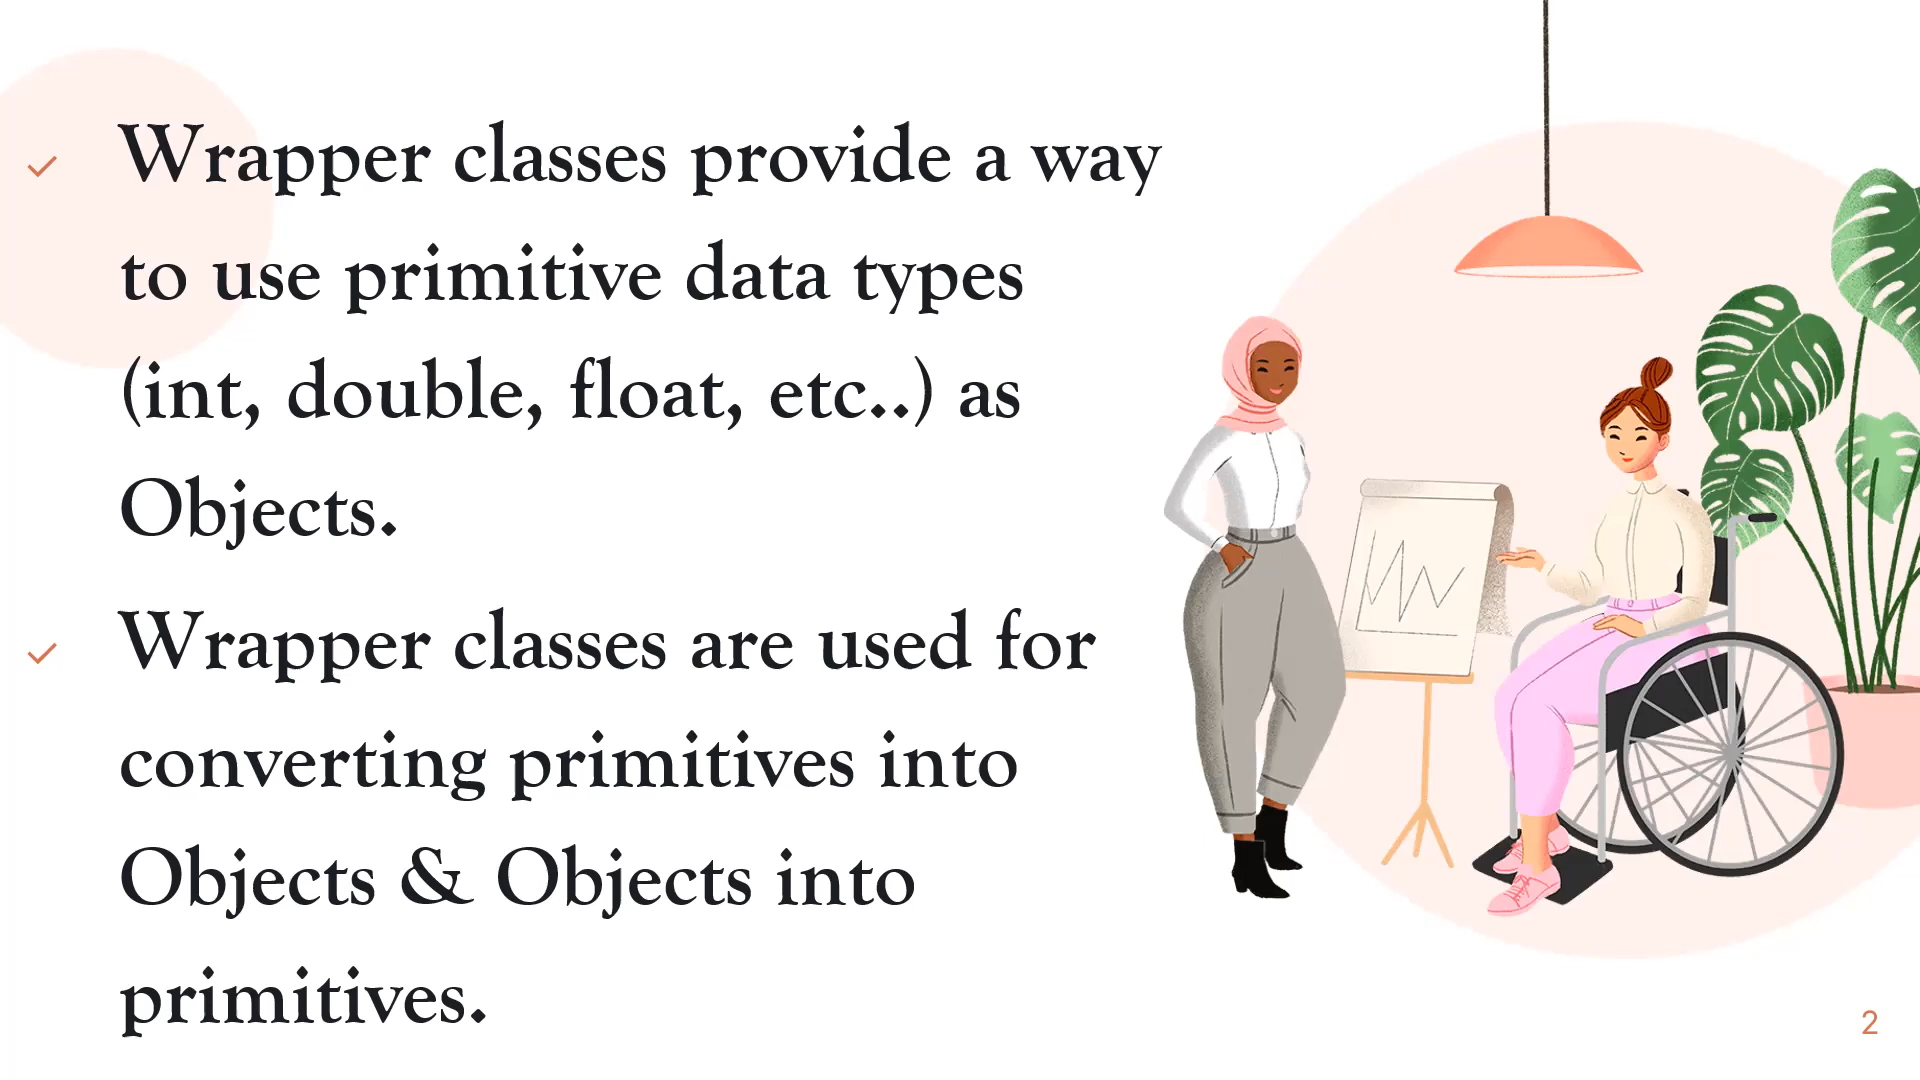 Wrapper classes provide a way
to use primitive data types
(int, double, float, etc..) as
Objects.
Wrapper classes are used for
converting primitives into
Objects & Objects into
primitives.
2